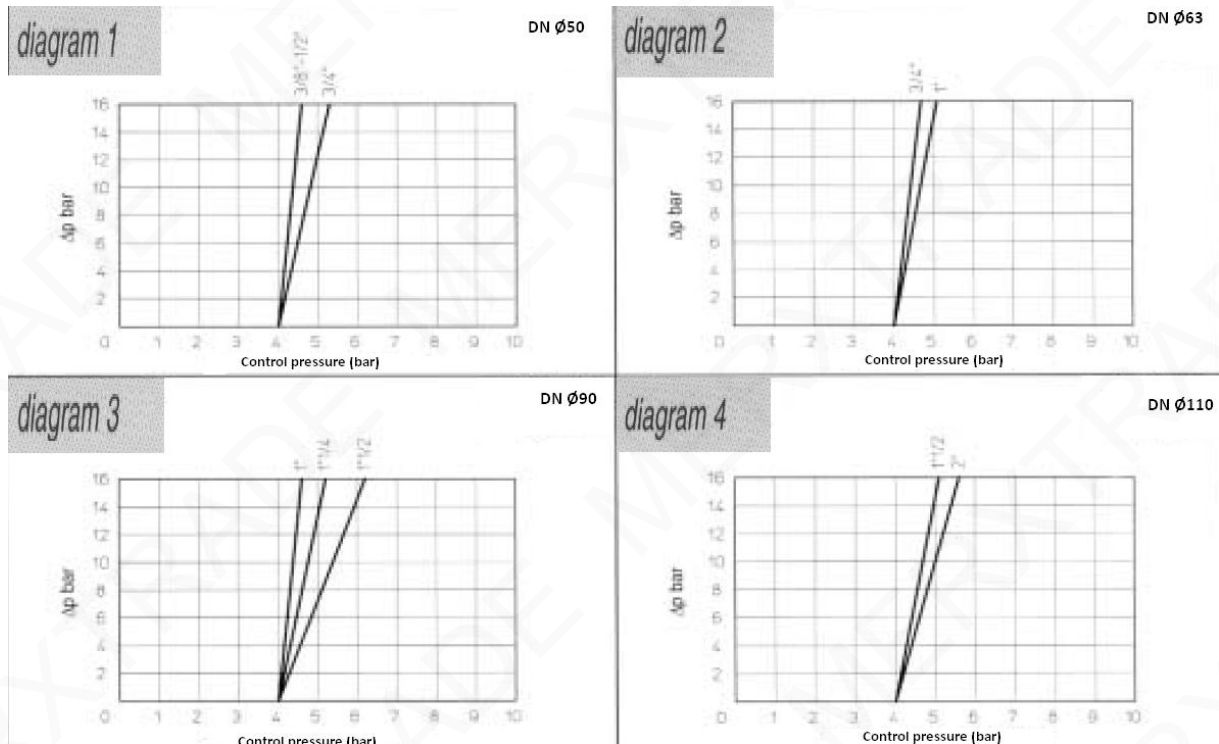 diagram 1
DN Ø50
3/8"-1/2"
3/4"
16
14
12
10
8
6
4
2
Δp bar
0 1 2 3 4 5 6 7 8 9 10
Control pressure (bar)
diagram 2
DN Ø63
3/4"
1"
16
14
12
10
8
6
4
2
Δp bar
0 1 2 3 4 5 6 7 8 9 10
Control pressure (bar)
diagram 3
DN Ø90
1"
1"1/4
1"1/2
16
14
12
10
8
6
4
2
Δp bar
0 1 2 3 4 5 6 7 8 9 10
Control pressure (bar)
diagram 4
DN Ø110
1"1/2
2"
16
14
12
10
8
6
4
2
Δp bar
0 1 2 3 4 5 6 7 8 9 10
Control pressure (bar)
MERXTRADE